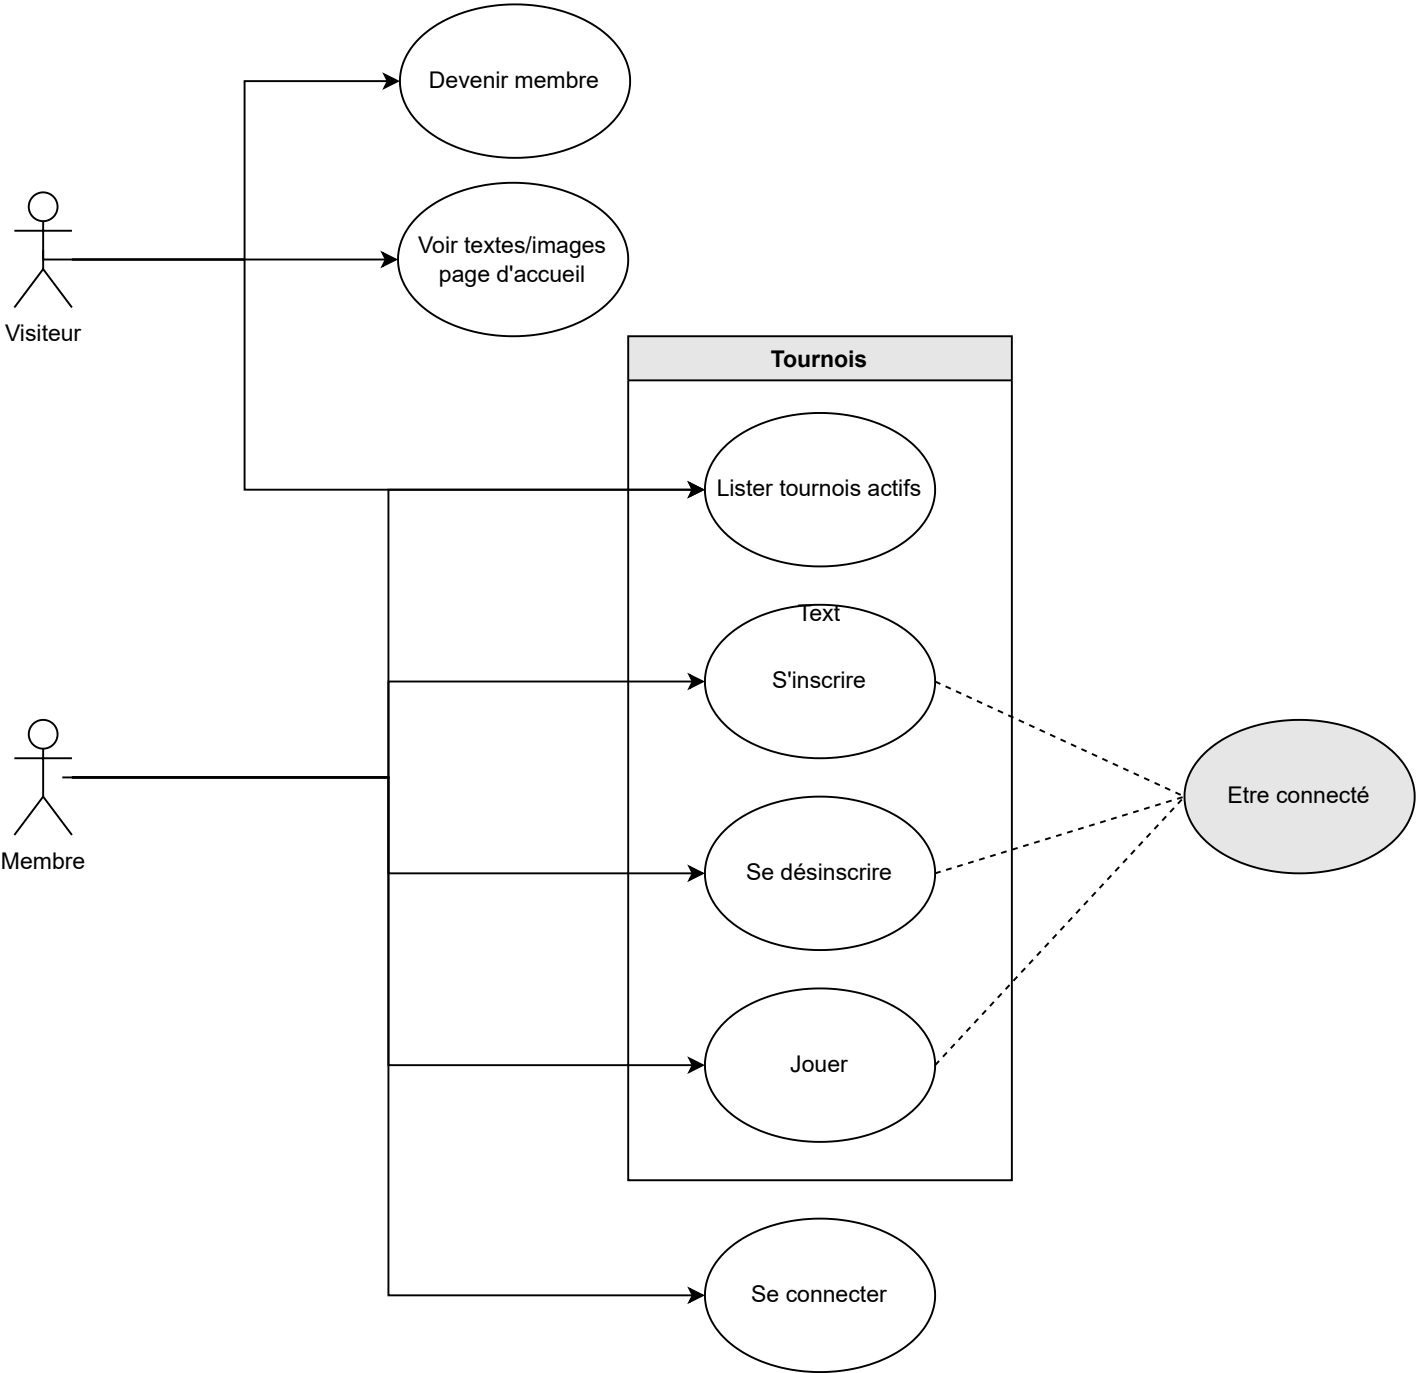 Devenir membre
Voir textes/images
page d'accueil
Visiteur
Tournois
Lister tournois actifs
Text
S'inscrire
Etre connecté
Membre
Se désinscrire
Jouer
Se connecter